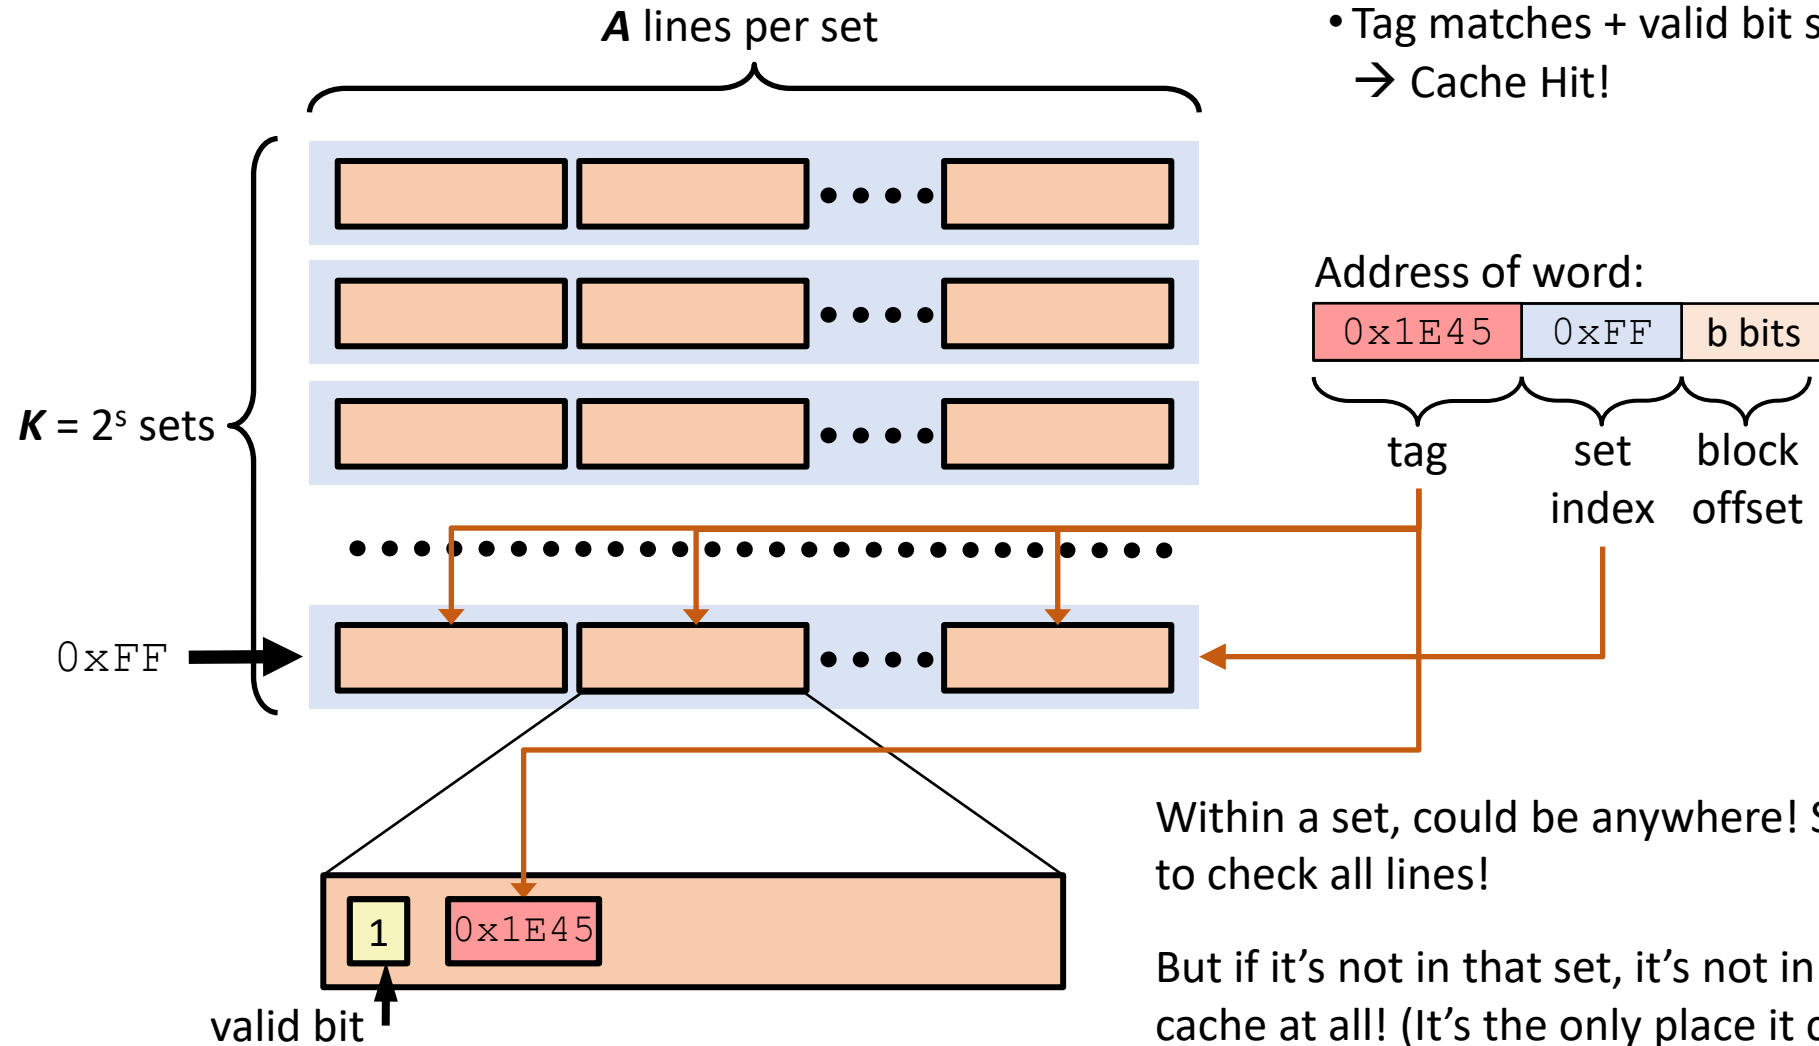 A lines per set
• Tag matches + valid bit
→ Cache Hit!
Address of word:
0x1E45 0xFF b bits
K = 2ˢ sets
tag set index block offset
0xFF
Within a set, could be anywhere!
to check all lines!
1 0x1E45
But if it’s not in that set, it’s not in
cache at all! (It’s the only place it
valid bit